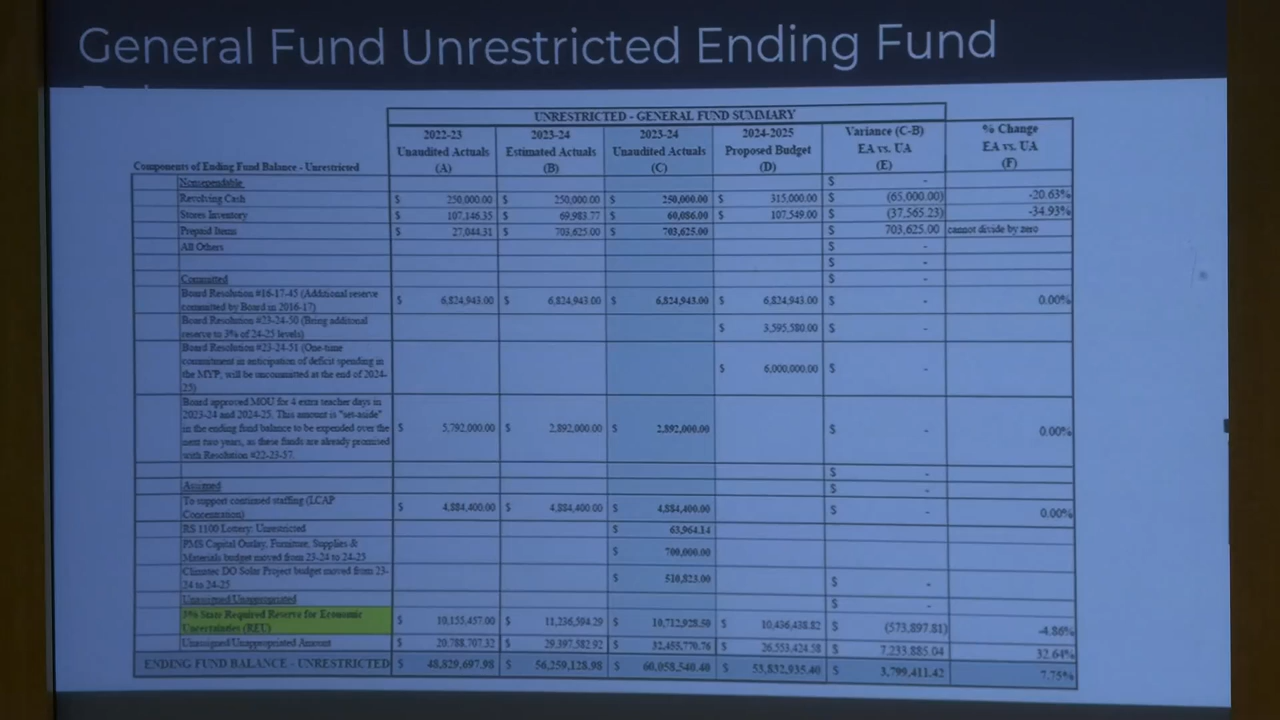 General Fund Unrestricted Ending Fund
UNRESTRICTED - GENERAL FUND SUMMARY
Components of Ending Fund Balance - Unrestricted
2022-23 Unaudited Actuals (A)
2023-24 Estimated Actuals (B)
2023-24 Unaudited Actuals (C)
2024-2025 Proposed Budget (D)
Variance (C-B) EA vs. UA (E)
% Change EA vs. UA (F)
Nonspendable $ -
Revolving Cash $ 250,000.00 $ 250,000.00 $ 250,000.00 $ 315,000.00 $ (65,000.00) -20.63%
Stores Inventory $ 107,146.35 $ 69,983.77 $ 60,086.00 $ 107,549.00 $ (37,565.23) -34.93%
Prepaid Items $ 27,044.31 $ 703,625.00 $ 703,625.00 $ 703,625.00 cannot divide by zero
All Others $ -
$ -
Committed $ -
Board Resolution #16-17-45 (Additional reserve
committed by Board in 2016-17) $ 6,824,943.00 $ 6,824,943.00 $ 6,824,943.00 $ 6,824,943.00 $ - 0.00%
Board Resolution #23-24-50 (Bring additonal
reserve to 3% of 24-25 levels) $ 3,595,580.00 $ -
Board Resolution #23-24-51 (One-time
commitment in anticipation of deficit spending in
the MYP; will be uncommitted at the end of 2024-
25) $ 6,000,000.00 $ -
Board approved MOU for 4 extra teacher days in
2023-24 and 2024-25. This amount is "set-aside"
in the ending fund balance to be expended over the
next two years, as these funds are already promised
with Resolution #22-23-57. $ 5,792,000.00 $ 2,892,000.00 $ 2,892,000.00 $ - 0.00%
$ -
Assigned $ -
To support continued staffing (LCAP
Concentration) $ 4,884,400.00 $ 4,884,400.00 $ 4,884,400.00 $ - 0.00%
RS 1100 Lottery: Unrestricted $ 63,964.14
PMS Capital Outlay, Furniture, Supplies &
Materials budget moved from 23-24 to 24-25 $ 700,000.00
Climatec DO Solar Project budget moved from 23-
24 to 24-25 $ 510,823.00 $ -
Unassigned/Unappropriated $ -
3% State Required Reserve for Economic
Uncertainties (REU) $ 10,155,457.00 $ 11,236,594.29 $ 10,712,928.50 $ 10,436,438.82 $ (573,897.81) -4.86%
Unassigned/Unappropriated Amount $ 20,788,707.32 $ 29,397,582.92 $ 32,455,770.76 $ 26,553,424.58 $ 7,233,885.04 32.64%
ENDING FUND BALANCE - UNRESTRICTED $ 48,829,697.98 $ 56,259,128.98 $ 60,058,540.40 $ 53,832,935.40 $ 3,799,411.42 7.75%